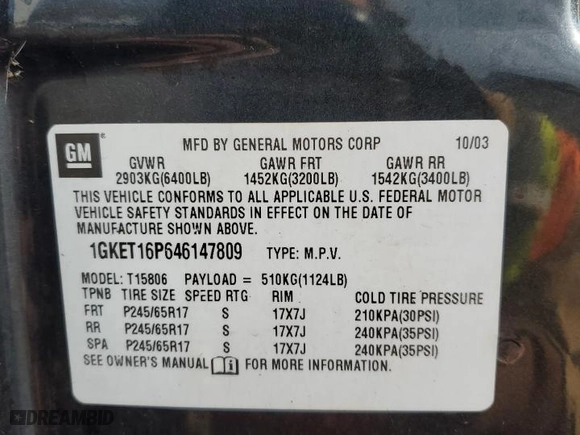 GM
MFD BY GENERAL MOTORS CORP 10/03
GVWR GAWR FRT GAWR RR
2903KG(6400LB) 1452KG(3200LB) 1542KG(3400LB)
THIS VEHICLE CONFORMS TO ALL APPLICABLE U.S. FEDERAL MOTOR
VEHICLE SAFETY STANDARDS IN EFFECT ON THE DATE OF
MANUFACTURE SHOWN ABOVE.
1GKET16P646147809 TYPE: M.P.V.
MODEL: T15806 PAYLOAD = 510KG(1124LB)
TPNB TIRE SIZE SPEED RTG RIM COLD TIRE PRESSURE
FRT P245/65R17 S 17X7J 210KPA(30PSI)
RR P245/65R17 S 17X7J 240KPA(35PSI)
SPA P245/65R17 S 17X7J 240KPA(35PSI)
SEE OWNER'S MANUAL FOR MORE INFORMATION.
DREAMBID